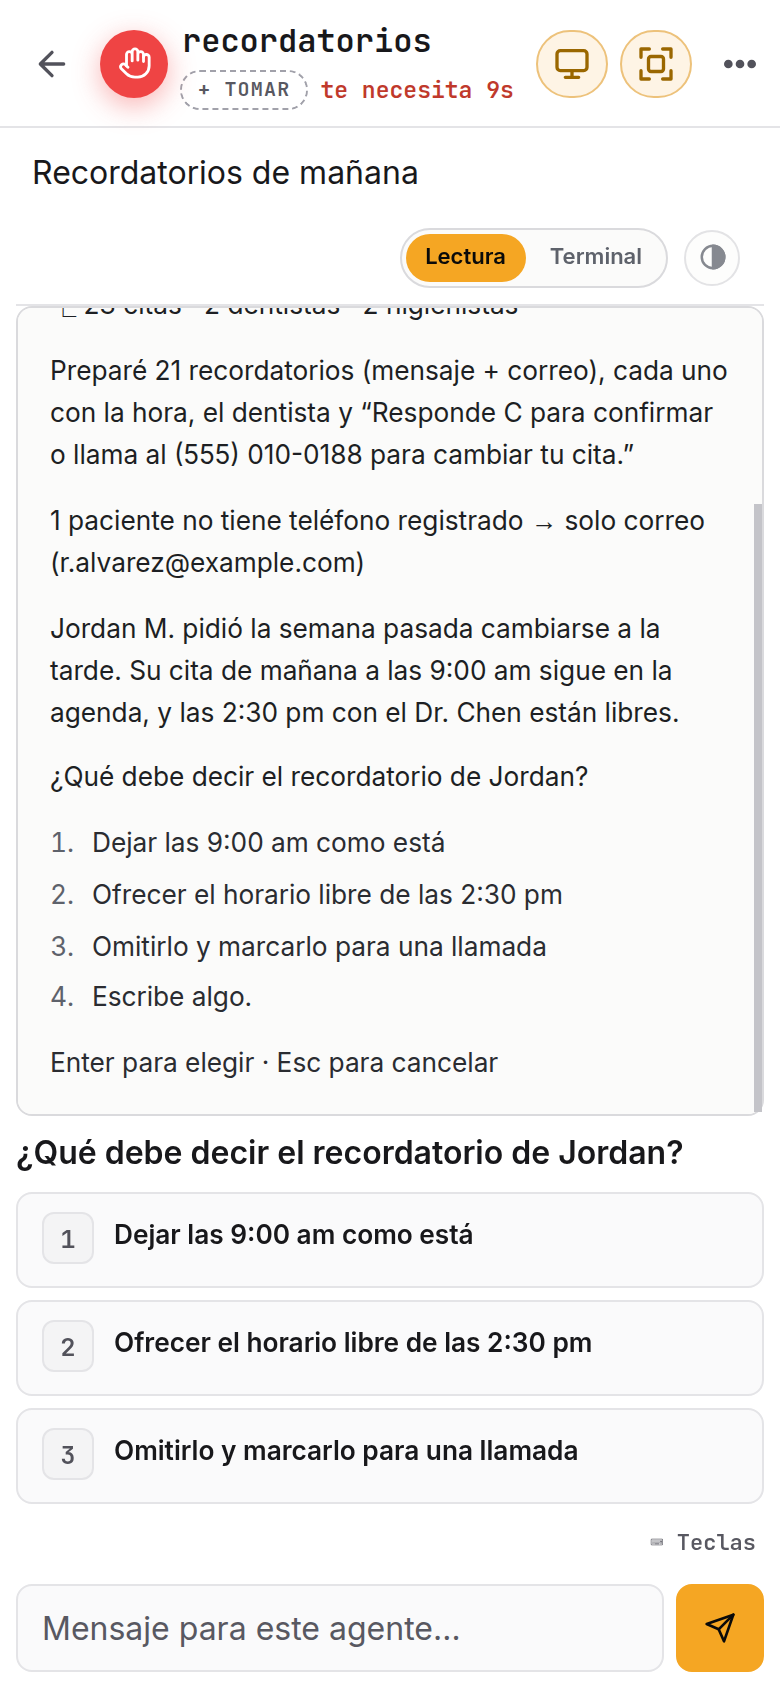 recordatorios
+ TOMAR te necesita 9s
Recordatorios de mañana
Lectura Terminal
Preparé 21 recordatorios (mensaje + correo), cada uno
con la hora, el dentista y “Responde C para confirmar
o llama al (555) 010-0188 para cambiar tu cita.”
1 paciente no tiene teléfono registrado → solo correo
(r.alvarez@example.com)
Jordan M. pidió la semana pasada cambiarse a la
tarde. Su cita de mañana a las 9:00 am sigue en la
agenda, y las 2:30 pm con el Dr. Chen están libres.
¿Qué debe decir el recordatorio de Jordan?
1. Dejar las 9:00 am como está
2. Ofrecer el horario libre de las 2:30 pm
3. Omitirlo y marcarlo para una llamada
4. Escribe algo.
Enter para elegir · Esc para cancelar
¿Qué debe decir el recordatorio de Jordan?
1 Dejar las 9:00 am como está
2 Ofrecer el horario libre de las 2:30 pm
3 Omitirlo y marcarlo para una llamada
Teclas
Mensaje para este agente...